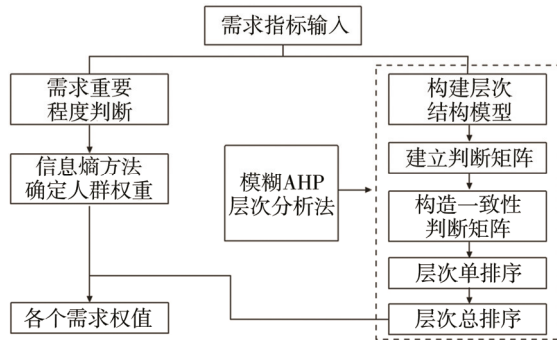 需求指标输入
需求重要
程度判断
信息熵方法
确定人群权重
各个需求权值
模糊AHP
层次分析法
构建层次
结构模型
建立判断矩阵
构造一致性
判断矩阵
层次单排序
层次总排序